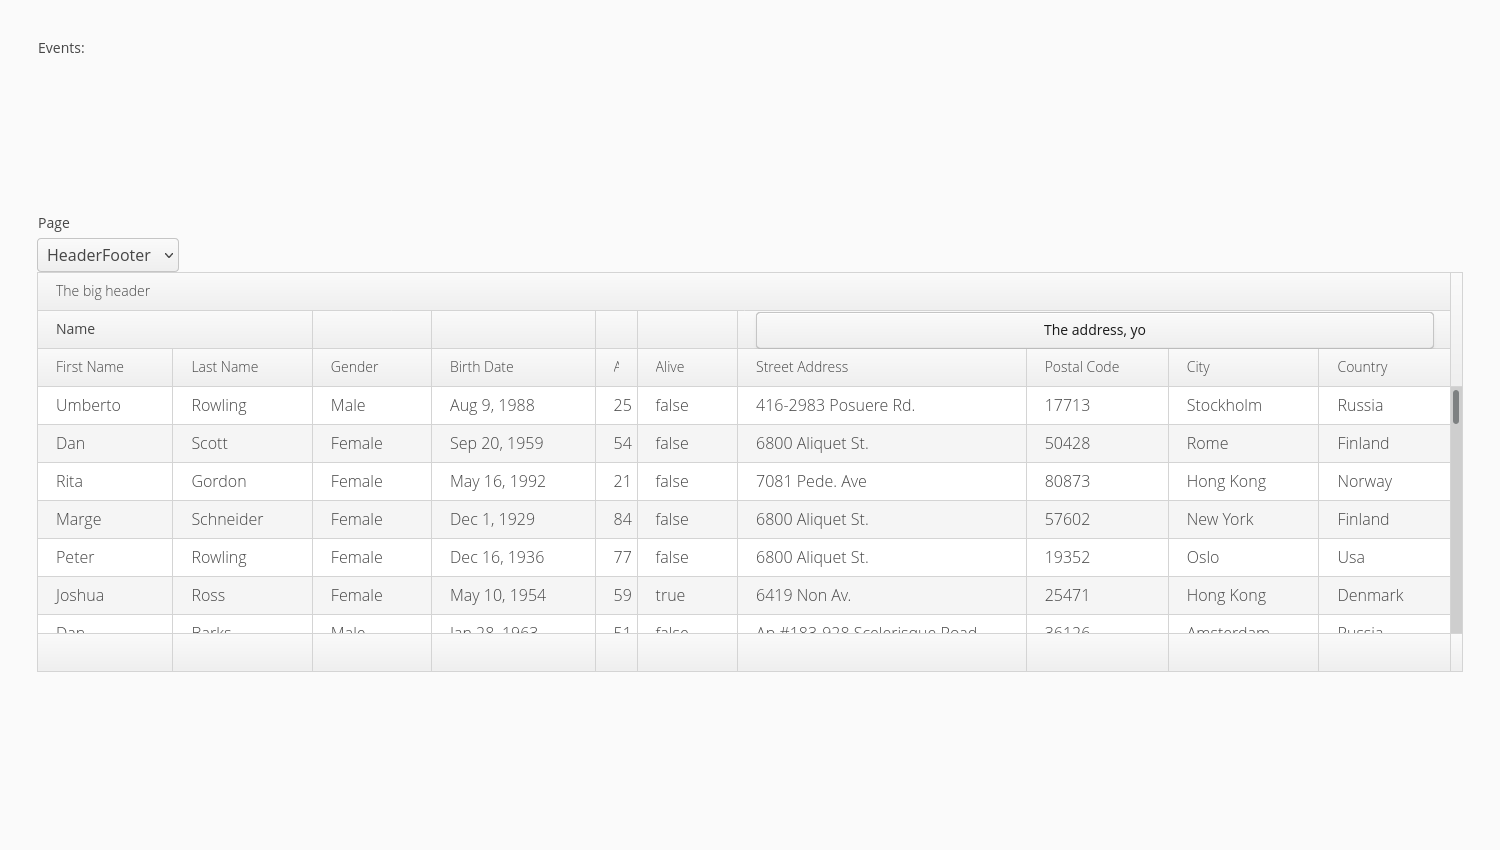 Events:
Page
HeaderFooter
The big header
Name The address, yo
First Name Last Name Gender Birth Date Alive Street Address Postal Code City Country
Umberto Rowling Male Aug 9, 1988 25 false 416-2983 Posuere Rd. 17713 Stockholm Russia
Dan Scott Female Sep 20, 1959 54 false 6800 Aliquet St. 50428 Rome Finland
Rita Gordon Female May 16, 1992 21 false 7081 Pede. Ave 80873 Hong Kong Norway
Marge Schneider Female Dec 1, 1929 84 false 6800 Aliquet St. 57602 New York Finland
Peter Rowling Female Dec 16, 1936 77 false 6800 Aliquet St. 19352 Oslo Usa
Joshua Ross Female May 10, 1954 59 true 6419 Non Av. 25471 Hong Kong Denmark
Dan Barks Male Jan 28, 1963 51 false Ap #183-928 Scelerisque Road 36126 Amsterdam Russia